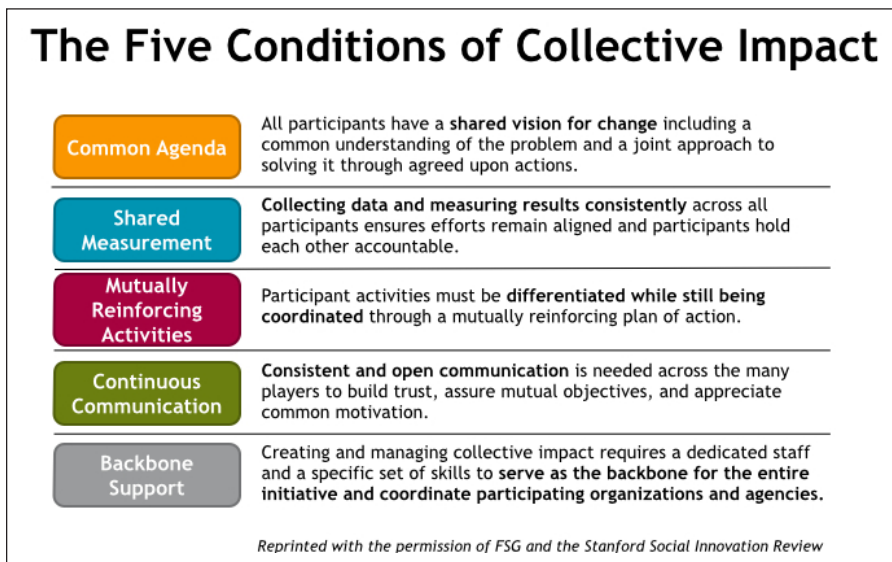 The Five Conditions of Collective Impact
Common Agenda
All participants have a shared vision for change including a
common understanding of the problem and a joint approach to
solving it through agreed upon actions.
Shared
Measurement
Collecting data and measuring results consistently across all
participants ensures efforts remain aligned and participants hold
each other accountable.
Mutually
Reinforcing
Activities
Participant activities must be differentiated while still being
coordinated through a mutually reinforcing plan of action.
Continuous
Communication
Consistent and open communication is needed across the many
players to build trust, assure mutual objectives, and appreciate
common motivation.
Backbone
Support
Creating and managing collective impact requires a dedicated staff
and a specific set of skills to serve as the backbone for the entire
initiative and coordinate participating organizations and agencies.
Reprinted with the permission of FSG and the Stanford Social Innovation Review